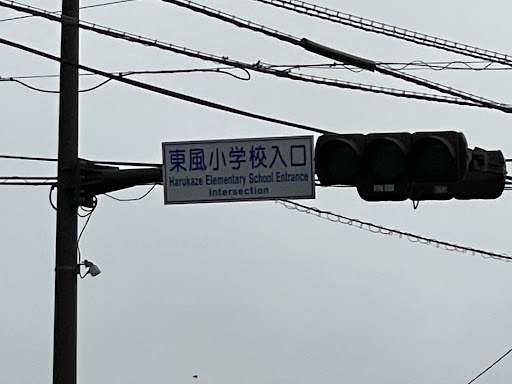 東風小学校入口
Harukaze Elementary School Entrance
Intersection